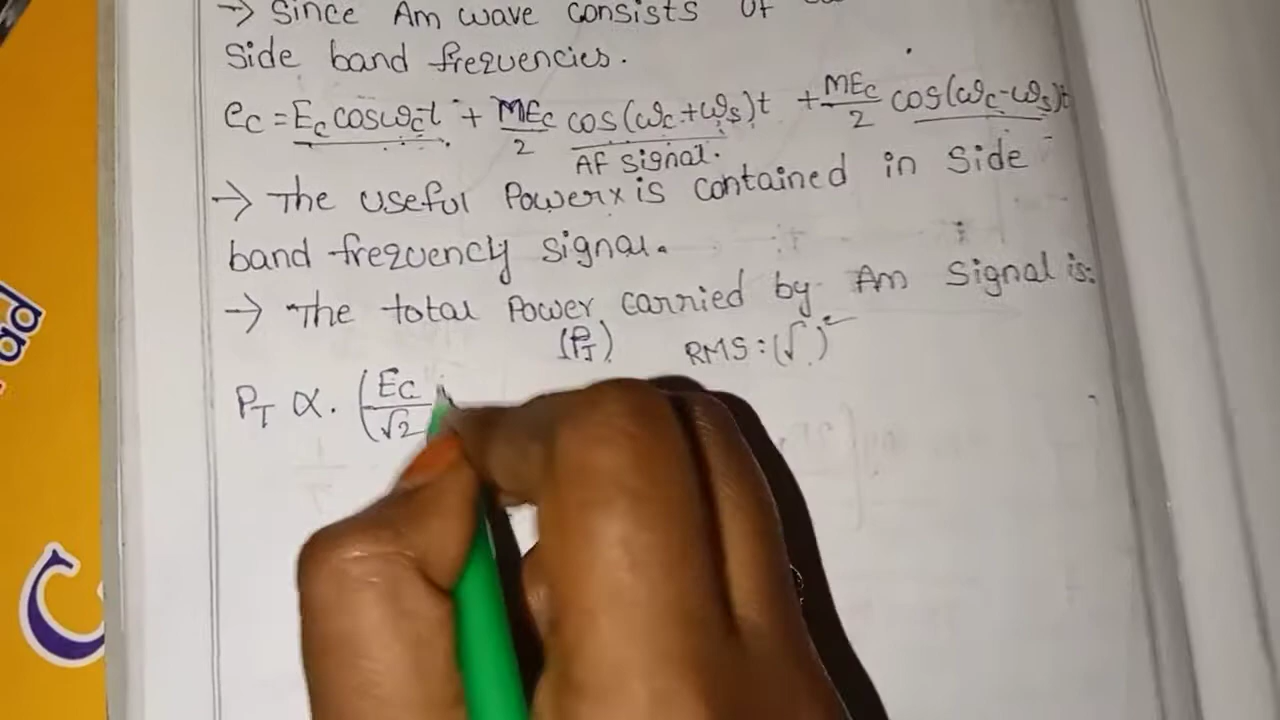 → Since Am wave consists of
Side band frequencies.
eC = EC cosωCt + MEC/2 cos(ωC+ωS)t + MEC/2 cos(ωC-ωS)t
AF Signal.
→ The useful Power x is contained in Side
band frequency signal.
→ The total Power carried by Am Signal is:
(PT) RMS : (√ )²
PT ∝ . (EC/√2
ad
C